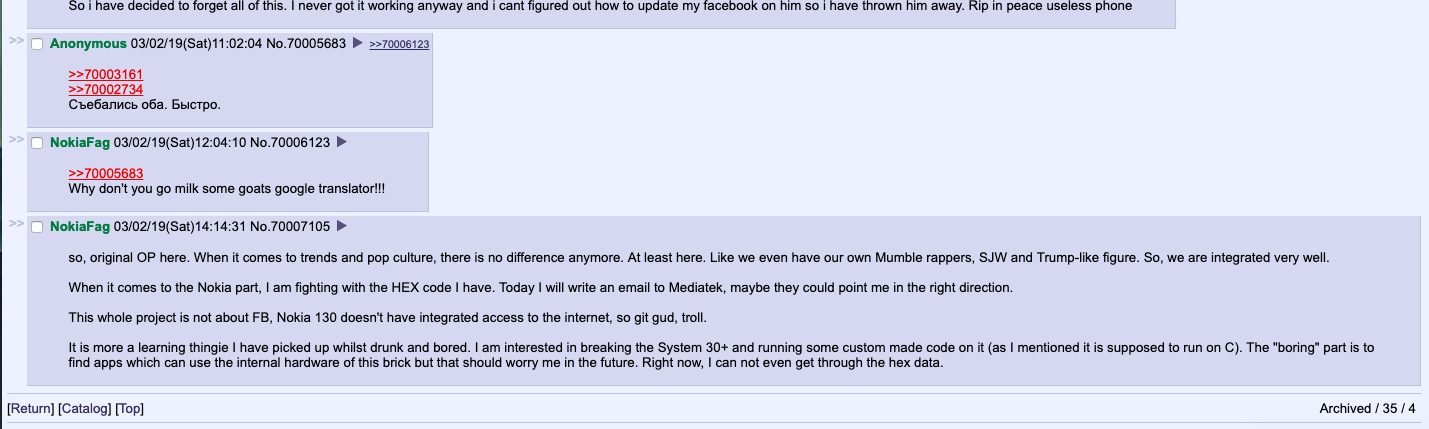 So i have decided to forget all of this. I never got it working anyway and i cant figured out how to update my facebook on him so i have thrown him away. Rip in peace useless phone
>> Anonymous 03/02/19(Sat)11:02:04 No.70005683 ▶ >>70006123
>>70003161
>>70002734
Съебались оба. Быстро.
>> NokiaFag 03/02/19(Sat)12:04:10 No.70006123 ▶
>>70005683
Why don't you go milk some goats google translator!!!
>> NokiaFag 03/02/19(Sat)14:14:31 No.70007105 ▶
so, original OP here. When it comes to trends and pop culture, there is no difference anymore. At least here. Like we even have our own Mumble rappers, SJW and Trump-like figure. So, we are integrated very well.
When it comes to the Nokia part, I am fighting with the HEX code I have. Today I will write an email to Mediatek, maybe they could point me in the right direction.
This whole project is not about FB, Nokia 130 doesn't have integrated access to the internet, so git gud, troll.
It is more a learning thingie I have picked up whilst drunk and bored. I am interested in breaking the System 30+ and running some custom made code on it (as I mentioned it is supposed to run on C). The "boring" part is to
find apps which can use the internal hardware of this brick but that should worry me in the future. Right now, I can not even get through the hex data.
[Return] [Catalog] [Top] Archived / 35 / 4